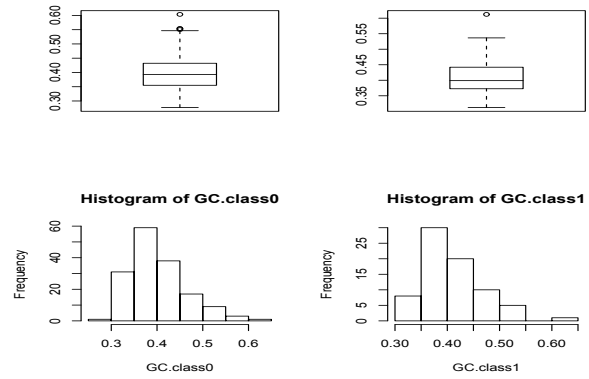 0.30 0.40 0.50 0.60
0.35 0.45 0.55
Histogram of GC.class0
Frequency
0 20 40 60
0.3 0.4 0.5 0.6
GC.class0
Histogram of GC.class1
Frequency
0 5 15 25
0.30 0.40 0.50 0.60
GC.class1